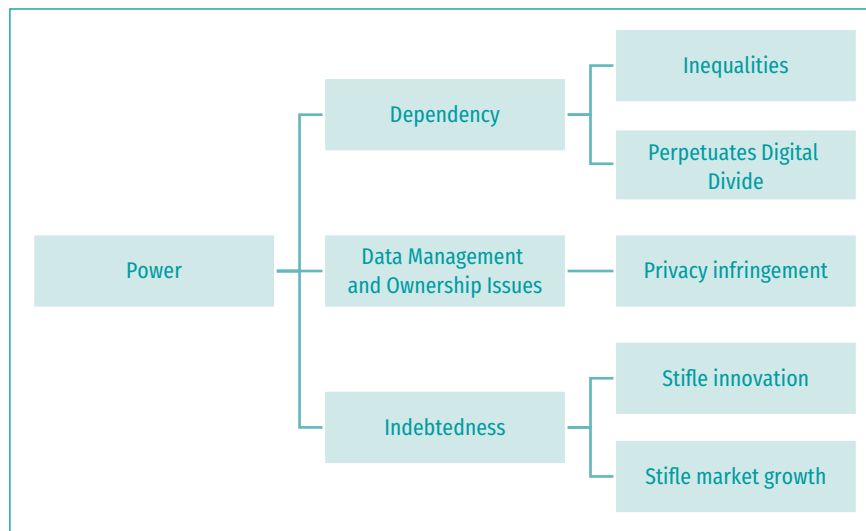 Inequalities
Dependency
Perpetuates Digital
Divide
Power
Data Management
and Ownership Issues
Privacy infringement
Stifle innovation
Indebtedness
Stifle market growth